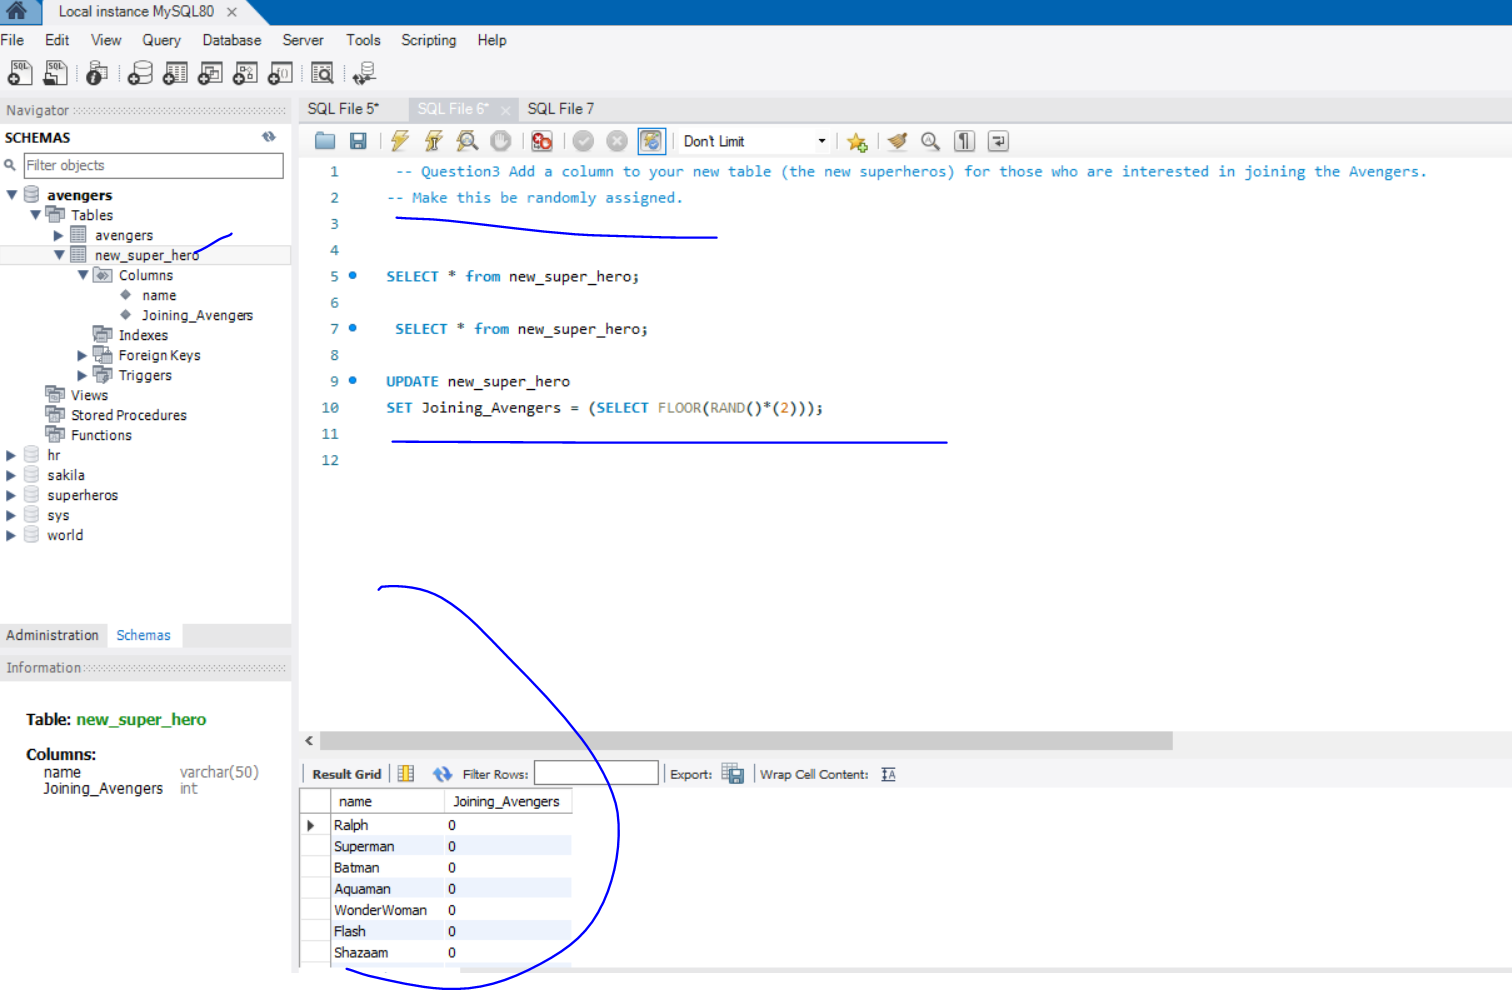 Local instance MySQL80 ×
File Edit View Query Database Server Tools Scripting Help
Navigator
SCHEMAS
Filter objects
avengers
Tables
avengers
new_super_hero
Columns
name
Joining_Avengers
Indexes
Foreign Keys
Triggers
Views
Stored Procedures
Functions
hr
sakila
superheros
sys
world
Administration Schemas
Information
Table: new_super_hero
Columns:
name varchar(50)
Joining_Avengers int
SQL File 5* SQL File 6* × SQL File 7
Don't Limit
1 -- Question3 Add a column to your new table (the new superheros) for those who are interested in joining the Avengers.
2 -- Make this be randomly assigned.
3
4
5 SELECT * from new_super_hero;
6
7 SELECT * from new_super_hero;
8
9 UPDATE new_super_hero
10 SET Joining_Avengers = (SELECT FLOOR(RAND()*(2)));
11
12
Result Grid Filter Rows: Export: Wrap Cell Content:
name Joining_Avengers
Ralph 0
Superman 0
Batman 0
Aquaman 0
WonderWoman 0
Flash 0
Shazaam 0